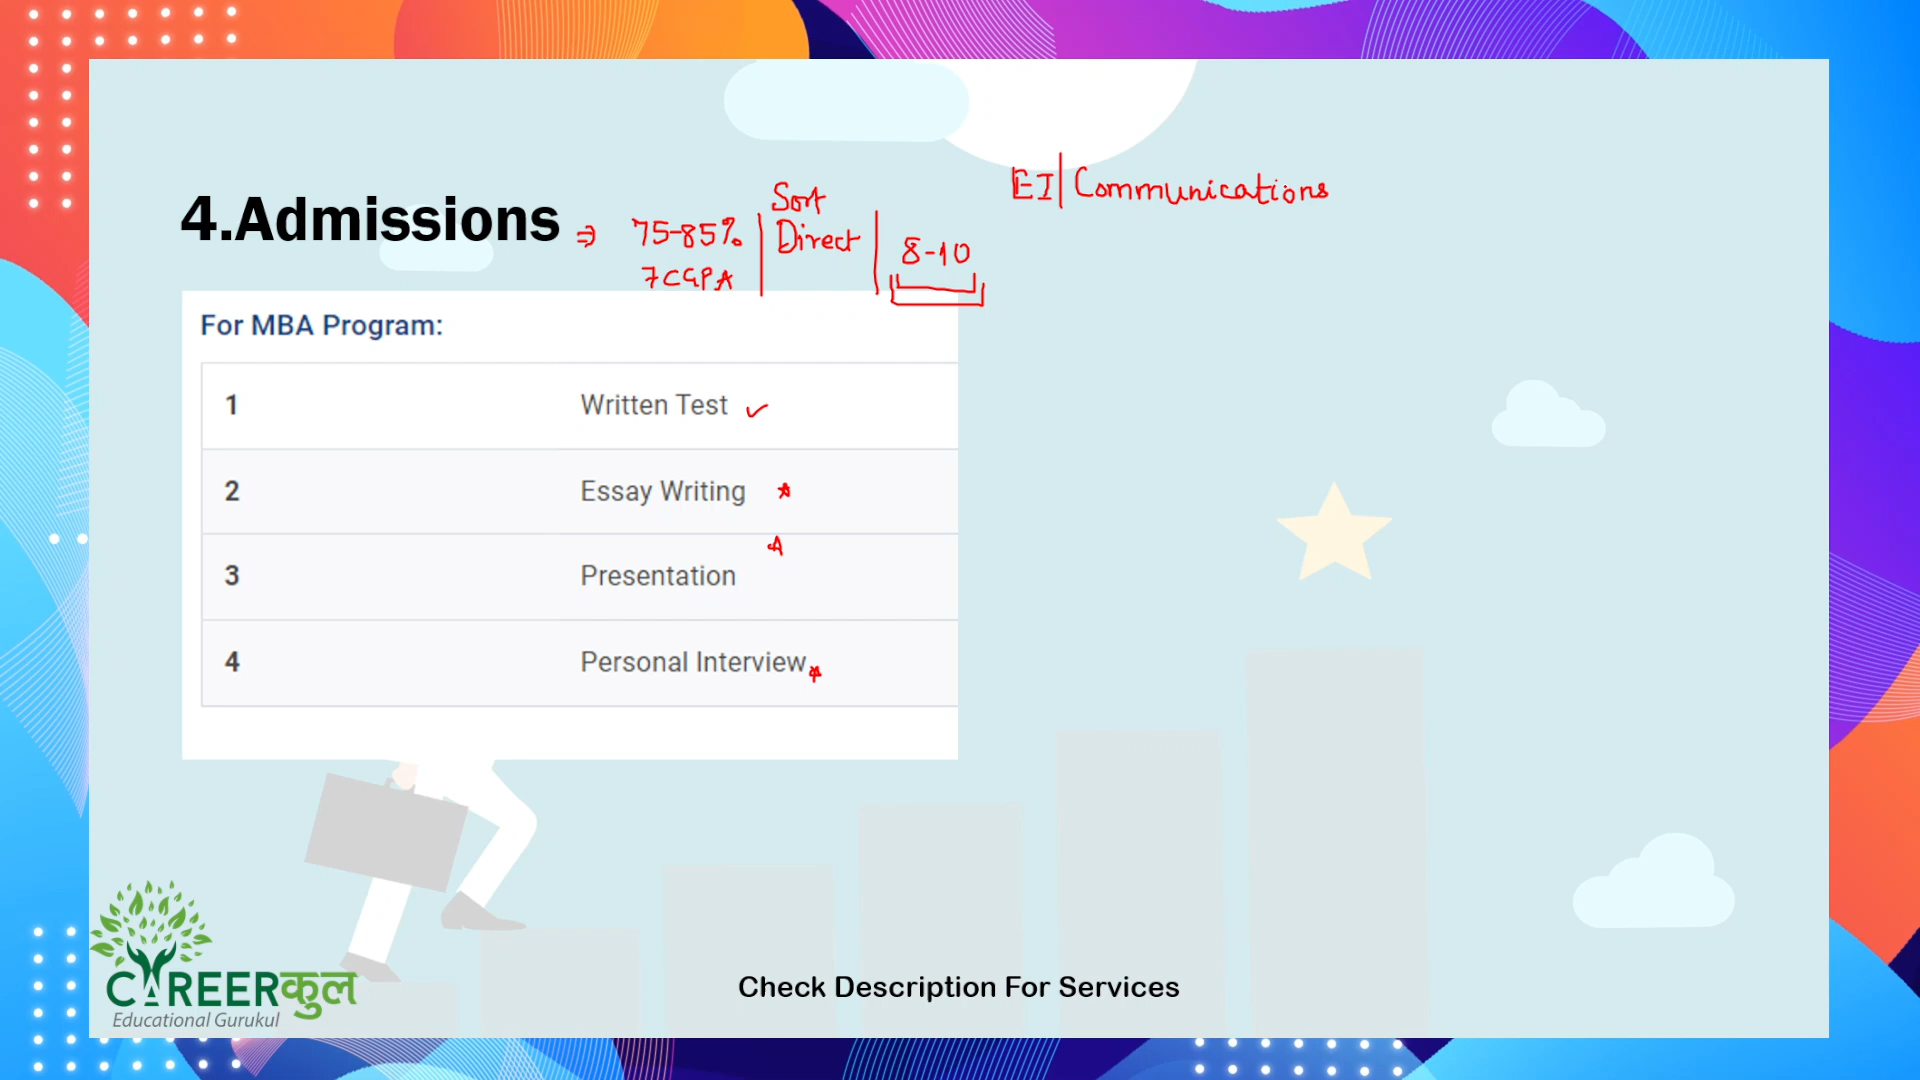 4.Admissions ⇒ 75-85% | Sort Direct | 8-10
7CGPA
EI | Communications
For MBA Program:
1 Written Test ✓
2 Essay Writing
3 Presentation
4 Personal Interview
CAREERकुल
Educational Gurukul
Check Description For Services